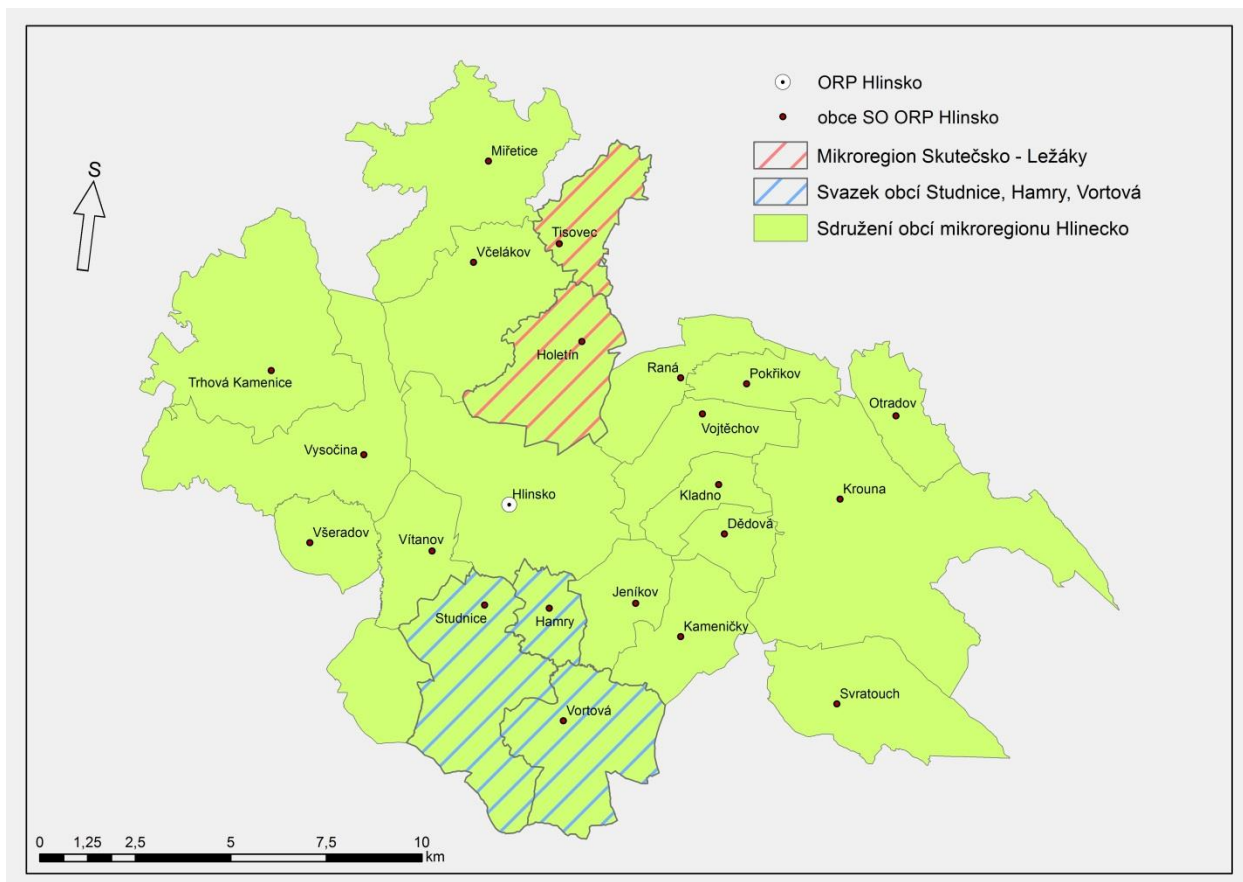 ORP Hlinsko
obce SO ORP Hlinsko
Mikroregion Skutečsko - Ležáky
Svazek obcí Studnice, Hamry, Vortová
Sdružení obcí mikroregionu Hlinecko
S
Miřetice
Tisovec
Včelákov
Holetín
Trhová Kamenice
Raná
Pokřikov
Otradov
Vojtěchov
Vysočina
Kladno
Krouna
Hlinsko
Dědová
Všeradov
Vítanov
Jeníkov
Studnice
Hamry
Kameničky
Svratouch
Vortová
0 1,25 2,5 5 7,5 10
km